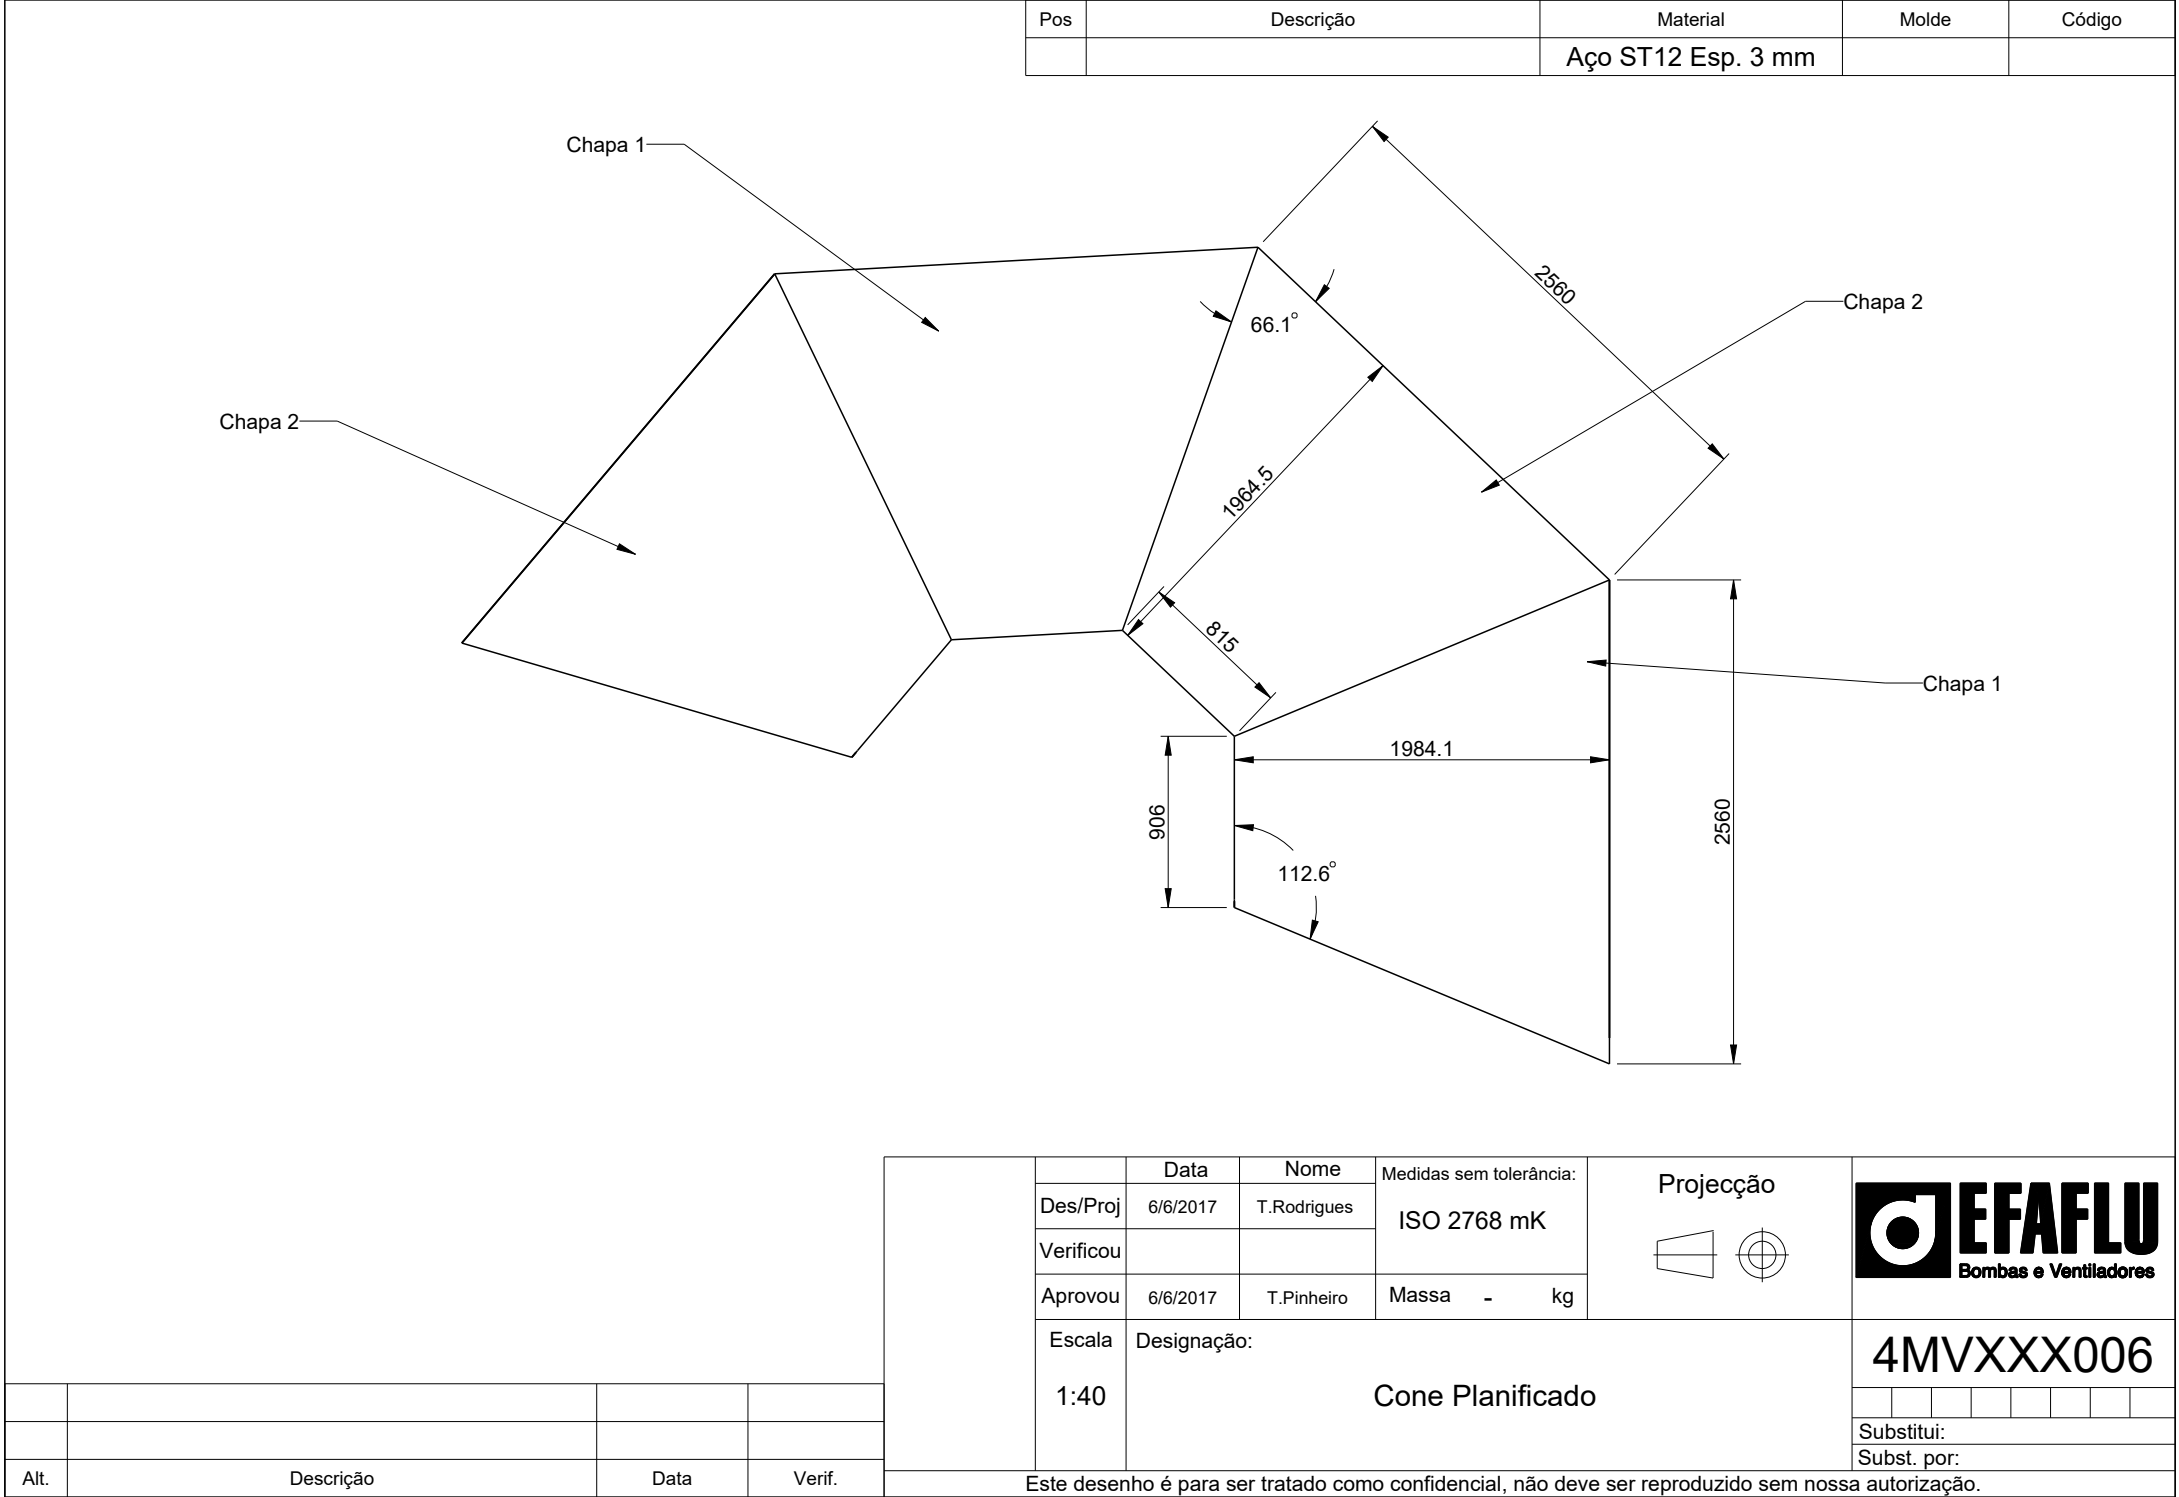 Pos Descrição Material Molde Código
Aço ST12 Esp. 3 mm
Chapa 1
2560
Chapa 2
66.1°
Chapa 2
1964.5
815
Chapa 1
1984.1
906
2560
112.6°
Data Nome Medidas sem tolerância: Projecção
Des/Proj 6/6/2017 T.Rodrigues ISO 2768 mK
EFAFLU
Bombas e Ventiladores
Verificou
Aprovou 6/6/2017 T.Pinheiro Massa - kg
Escala Designação:
4MVXXX006
1:40 Cone Planificado
Substitui:
Subst. por:
Alt. Descrição Data Verif.
Este desenho é para ser tratado como confidencial, não deve ser reproduzido sem nossa autorização.